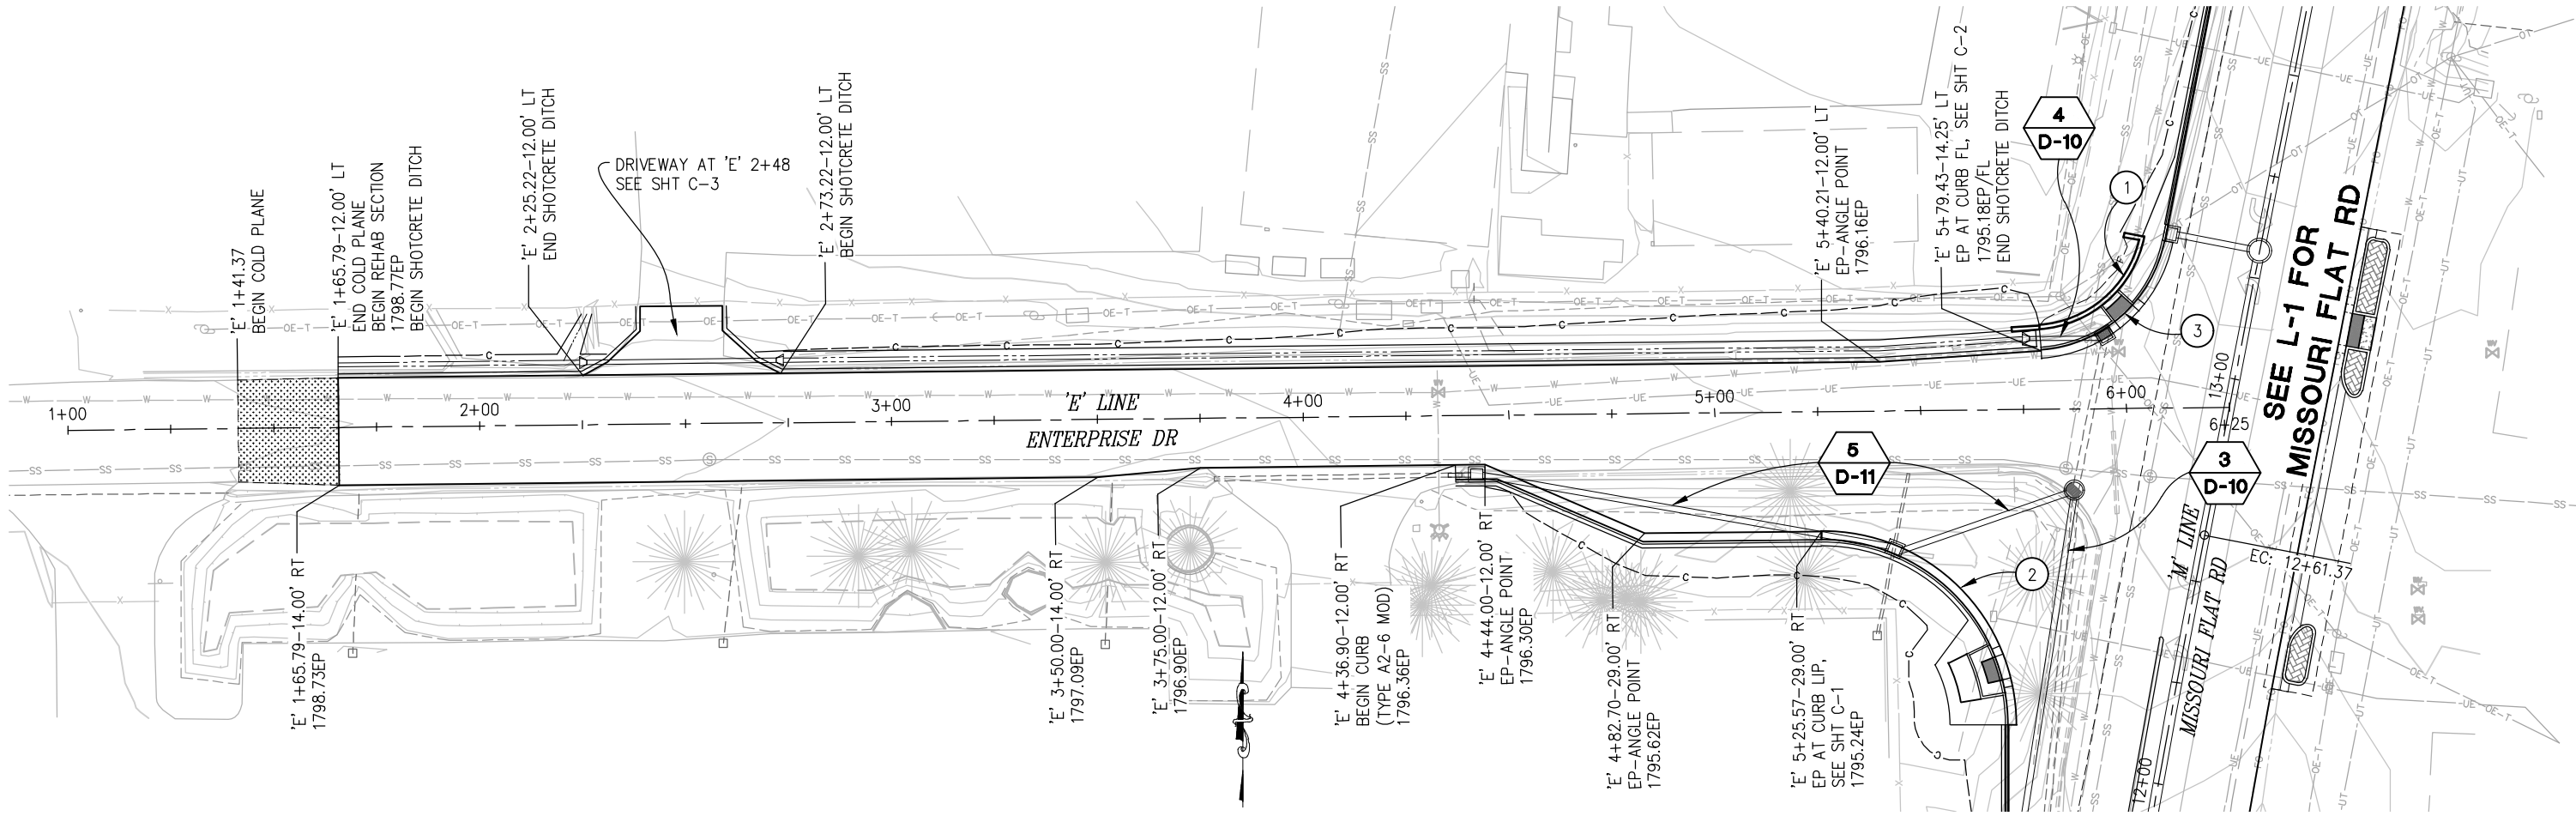 'E' 1+41.37
BEGIN COLD PLANE
'E' 1+65.79-12.00' LT
END COLD PLANE
BEGIN REHAB SECTION
1798.77EP
BEGIN SHOTCRETE DITCH
'E' 2+25.22-12.00' LT
END SHOTCRETE DITCH
DRIVEWAY AT 'E' 2+48
SEE SHT C-3
'E' 2+73.22-12.00' LT
BEGIN SHOTCRETE DITCH
'E' 5+40.21-12.00' LT
EP-ANGLE POINT
1796.16EP
'E' 5+79.43-14.25' LT
EP AT CURB FL, SEE SHT C-2
1795.18EP/FL
END SHOTCRETE DITCH
4
D-10
1
3
SEE L-1 FOR
MISSOURI FLAT RD
1+00
2+00
3+00
4+00
5+00
6+00
6+25
13+00
'E' LINE
ENTERPRISE DR
5
D-11
3
D-10
2
'M' LINE
MISSOURI FLAT RD
EC: 12+61.37
12+00
'E' 1+65.79-14.00' RT
1798.73EP
'E' 3+50.00-14.00' RT
1797.09EP
'E' 3+75.00-12.00' RT
1796.90EP
'E' 4+36.90-12.00' RT
BEGIN CURB
(TYPE A2-6 MOD)
1796.36EP
'E' 4+44.00-12.00' RT
EP-ANGLE POINT
1796.30EP
'E' 4+82.70-29.00' RT
EP-ANGLE POINT
1795.62EP
'E' 5+25.57-29.00' RT
EP AT CURB LIP,
SEE SHT C-1
1795.24EP